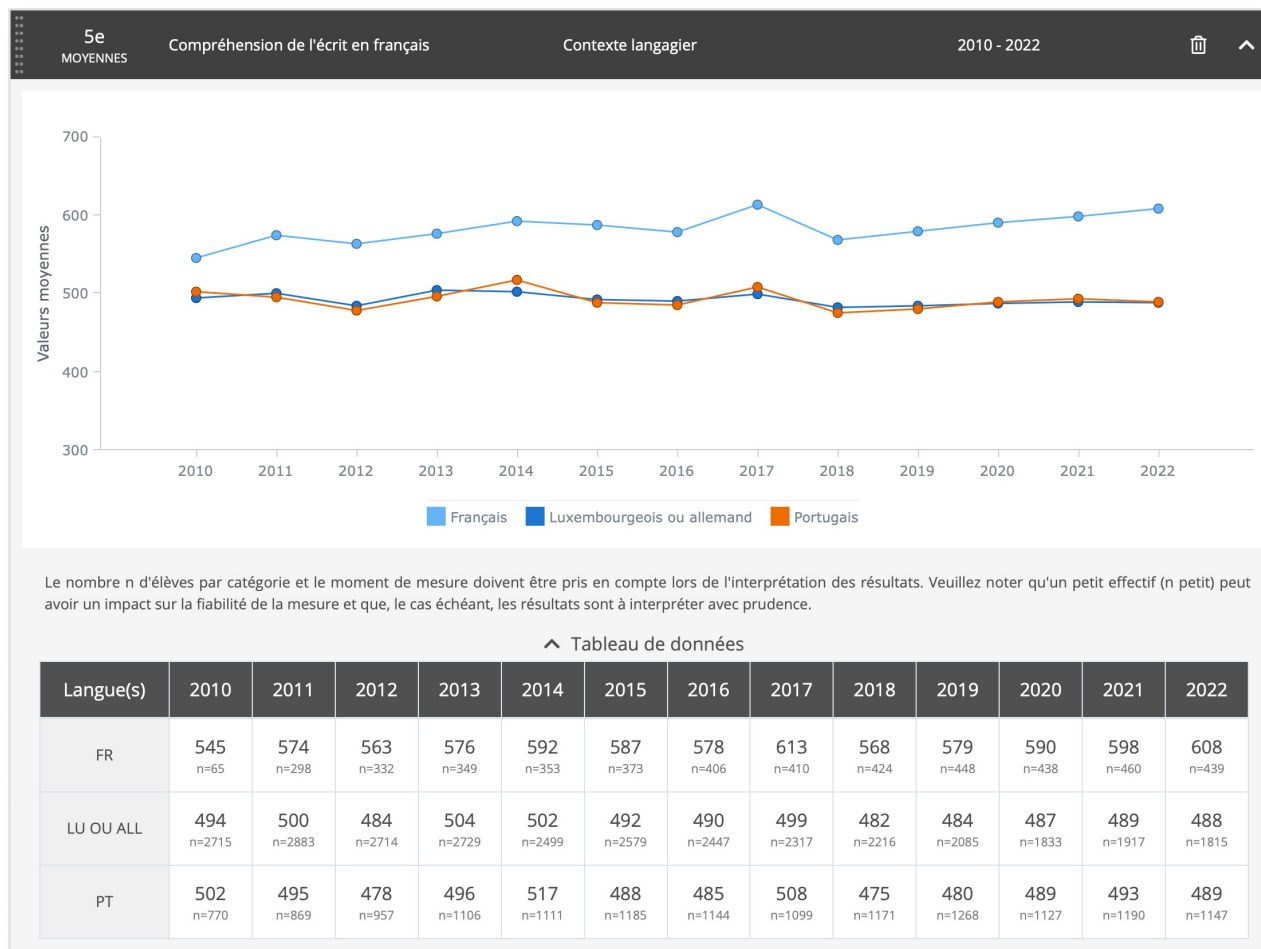 5e
MOYENNES
Compréhension de l'écrit en français
Contexte langagier
2010 - 2022
700
600
500
400
300
Valeurs moyennes
2010 2011 2012 2013 2014 2015 2016 2017 2018 2019 2020 2021 2022
Français Luxembourgeois ou allemand Portugais
Le nombre n d'élèves par catégorie et le moment de mesure doivent être pris en compte lors de l'interprétation des résultats. Veuillez noter qu'un petit effectif (n petit) peut
avoir un impact sur la fiabilité de la mesure et que, le cas échéant, les résultats sont à interpréter avec prudence.
Tableau de données
Langue(s) 2010 2011 2012 2013 2014 2015 2016 2017 2018 2019 2020 2021 2022
FR 545 574 563 576 592 587 578 613 568 579 590 598 608
n=65 n=298 n=332 n=349 n=353 n=373 n=406 n=410 n=424 n=448 n=438 n=460 n=439
LU OU ALL 494 500 484 504 502 492 490 499 482 484 487 489 488
n=2715 n=2883 n=2714 n=2729 n=2499 n=2579 n=2447 n=2317 n=2216 n=2085 n=1833 n=1917 n=1815
PT 502 495 478 496 517 488 485 508 475 480 489 493 489
n=770 n=869 n=957 n=1106 n=1111 n=1185 n=1144 n=1099 n=1171 n=1268 n=1127 n=1190 n=1147